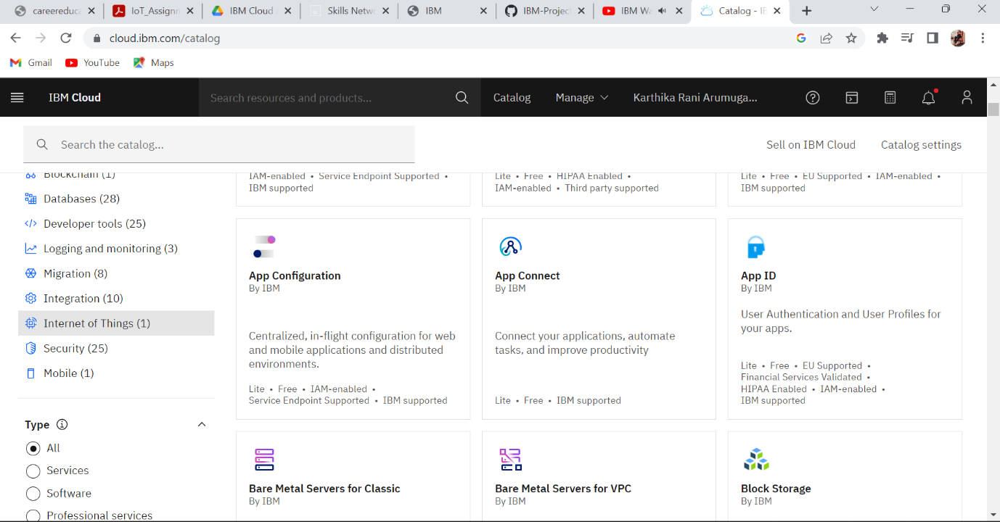 careereduca
IoT_Assignm
IBM Cloud A
Skills Netwo
IBM
IBM-Project
IBM Wa
Catalog - IB
cloud.ibm.com/catalog
Gmail
YouTube
Maps
IBM Cloud
Search resources and products...
Catalog
Manage
Karthika Rani Arumuga...
Search the catalog...
Sell on IBM Cloud
Catalog settings
Blockchain (1)
Databases (28)
Developer tools (25)
Logging and monitoring (3)
Migration (8)
Integration (10)
Internet of Things (1)
Security (25)
Mobile (1)
Type
All
Services
Software
Professional services
IAM-enabled • Service Endpoint Supported •
IBM supported
Lite • Free • HIPAA Enabled •
IAM-enabled • Third party supported
Lite • Free • EU Supported • IAM-enabled •
IBM supported
App Configuration
By IBM
Centralized, in-flight configuration for web
and mobile applications and distributed
environments.
Lite • Free • IAM-enabled •
Service Endpoint Supported • IBM supported
App Connect
By IBM
Connect your applications, automate
tasks, and improve productivity
Lite • Free • IBM supported
App ID
By IBM
User Authentication and User Profiles for
your apps.
Lite • Free • EU Supported •
Financial Services Validated •
HIPAA Enabled • IAM-enabled •
IBM supported
Bare Metal Servers for Classic
By IBM
Bare Metal Servers for VPC
By IBM
Block Storage
By IBM